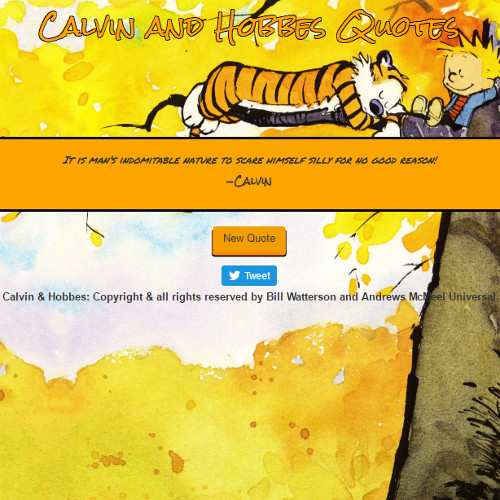 Calvin and Hobbes Quotes
It is man's indomitable nature to scare himself silly for no good reason!
-Calvin
New Quote
Tweet
Calvin & Hobbes: Copyright & all rights reserved by Bill Watterson and Andrews McMeel Universal